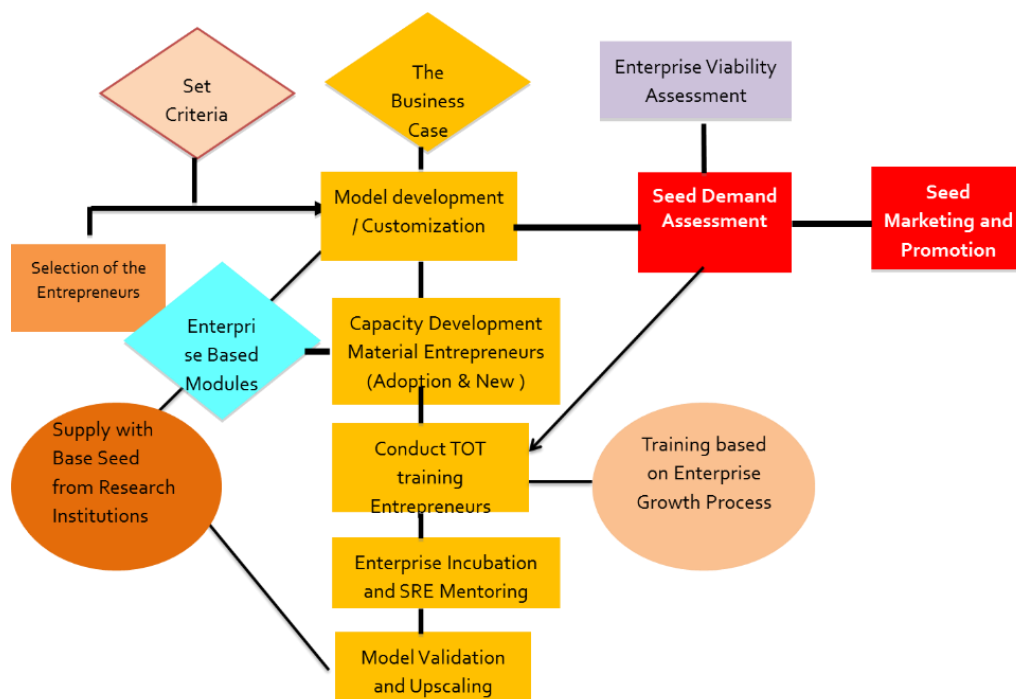 Set
Criteria
The
Business
Case
Enterprise Viability
Assessment
Model development
/ Customization
Seed Demand
Assessment
Seed
Marketing and
Promotion
Selection of the
Entrepreneurs
Enterpri
se Based
Modules
Capacity Development
Material Entrepreneurs
(Adoption & New )
Supply with
Base Seed
from Research
Institutions
Conduct TOT
training
Entrepreneurs
Training based
on Enterprise
Growth Process
Enterprise Incubation
and SRE Mentoring
Model Validation
and Upscaling